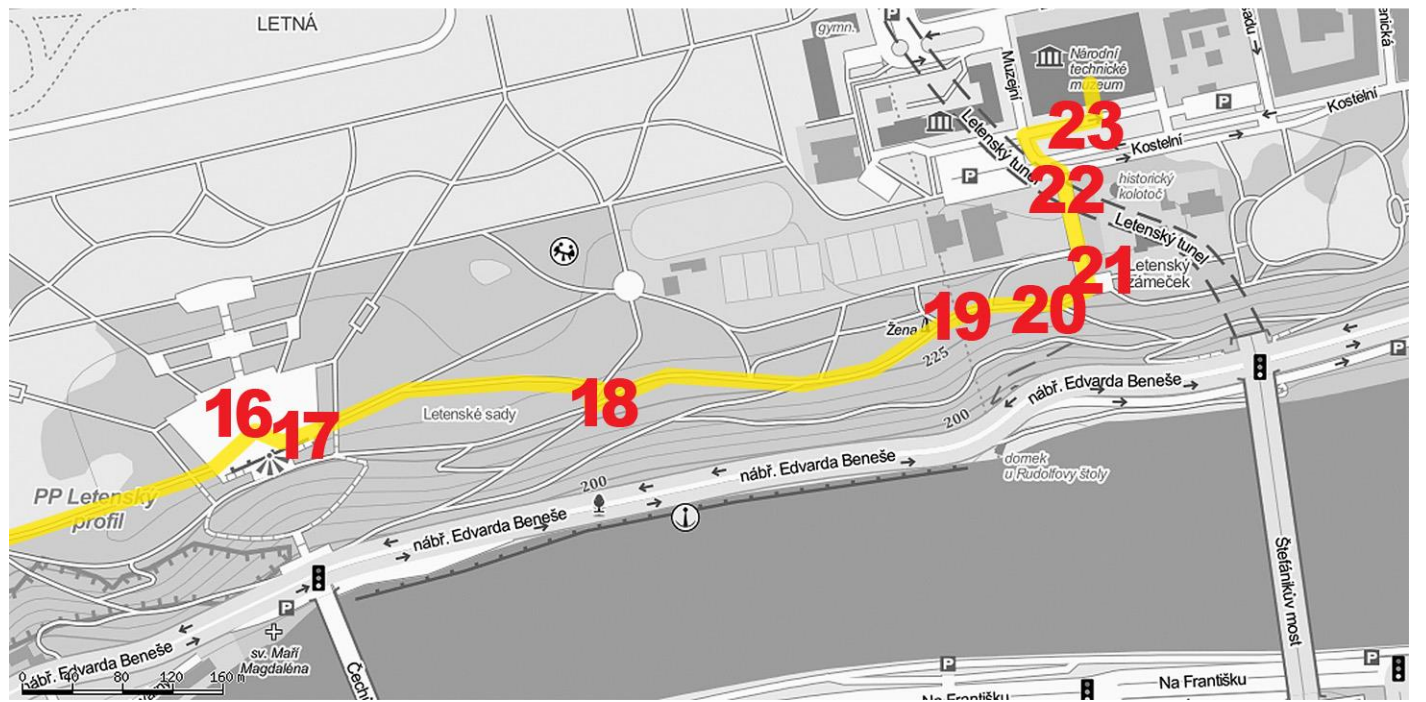 LETNÁ
gymn.
P
Muzejní
Národní
technické
muzeum
23
P
Kostelní
Kostelní
Letenský tunel
P
22
historický
kolotoč
Letenský tunel
21
Letenský
zámeček
20
19
Žena
225
P
nábř. Edvarda Beneše
18
Letenské sady
16
17
200
nábř. Edvarda Beneše
domek
u Rudolfovy štoly
PP Letenský
profil
200
nábř. Edvarda Beneše
Štefánikův most
P
sv. Maří
Magdaléna
nábř. Edvarda Beneše
0 40 80 120 160 m
Čech
P
P
Na Františku
Na Františku